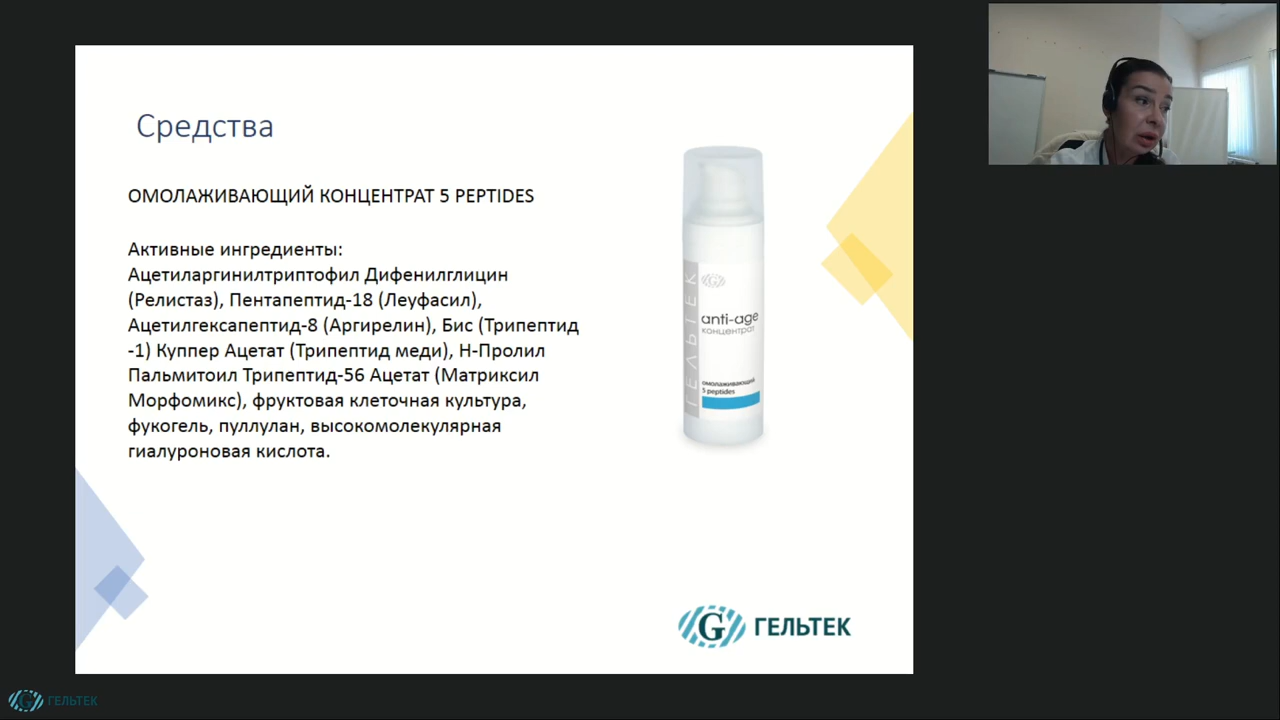 Средства
ОМОЛАЖИВАЮЩИЙ КОНЦЕНТРАТ 5 PEPTIDES
Активные ингредиенты:
Ацетиларгинилтриптофил Дифенилглицин
(Релистаз), Пентапептид-18 (Леуфасил),
Ацетилгексапептид-8 (Аргирелин), Бис (Трипептид
-1) Куппер Ацетат (Трипептид меди), Н-Пролил
Пальмитоил Трипептид-56 Ацетат (Матриксил
Морфомикс), фруктовая клеточная культура,
фукогель, пуллулан, высокомолекулярная
гиалуроновая кислота.
ГЕЛЬТЕК
anti-age
концентрат
омолаживающий
5 peptides
G ГЕЛЬТЕК
G ГЕЛЬТЕК